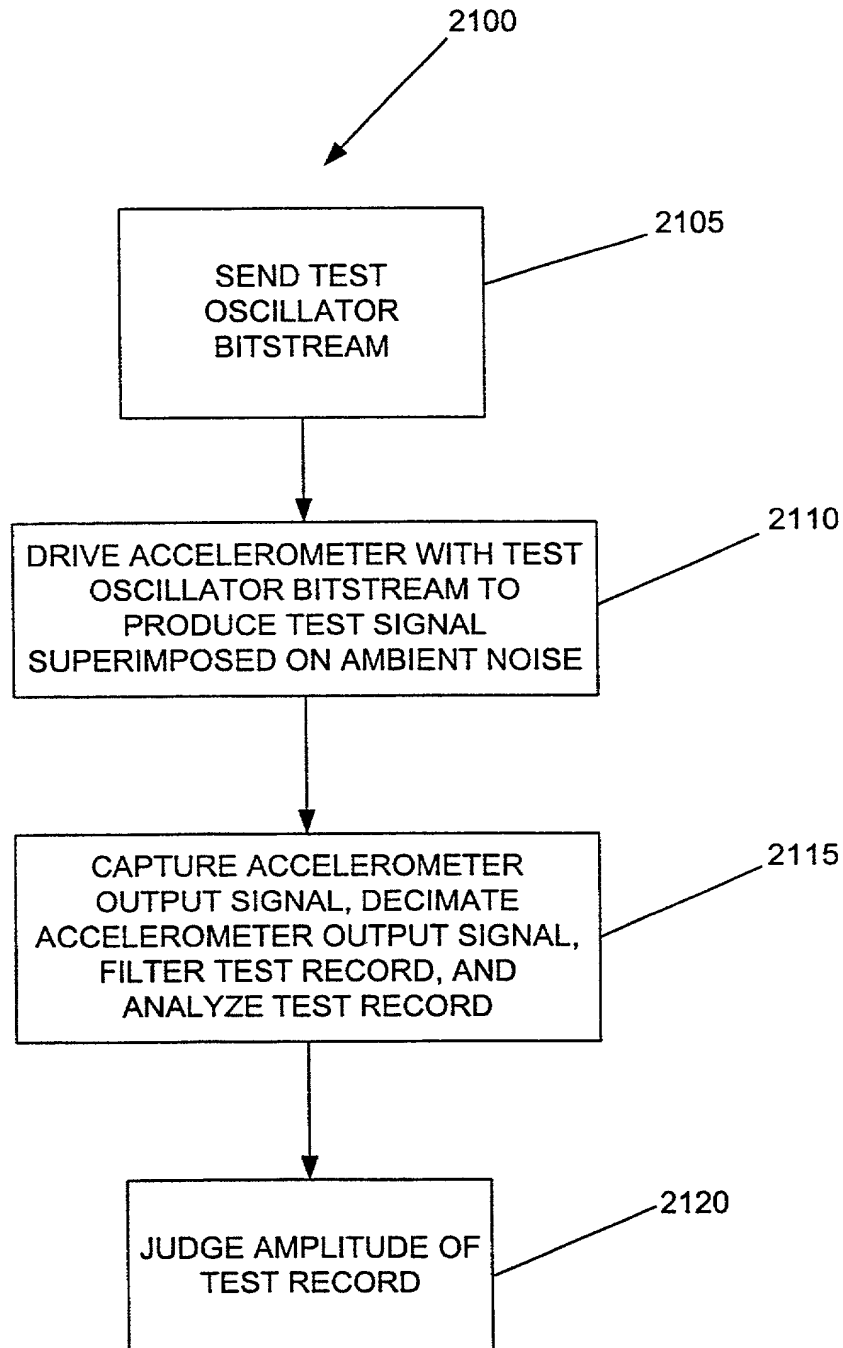 2100
2105
SEND TEST
OSCILLATOR
BITSTREAM
2110
DRIVE ACCELEROMETER WITH TEST
OSCILLATOR BITSTREAM TO
PRODUCE TEST SIGNAL
SUPERIMPOSED ON AMBIENT NOISE
2115
CAPTURE ACCELEROMETER
OUTPUT SIGNAL, DECIMATE
ACCELEROMETER OUTPUT SIGNAL,
FILTER TEST RECORD, AND
ANALYZE TEST RECORD
2120
JUDGE AMPLITUDE OF
TEST RECORD